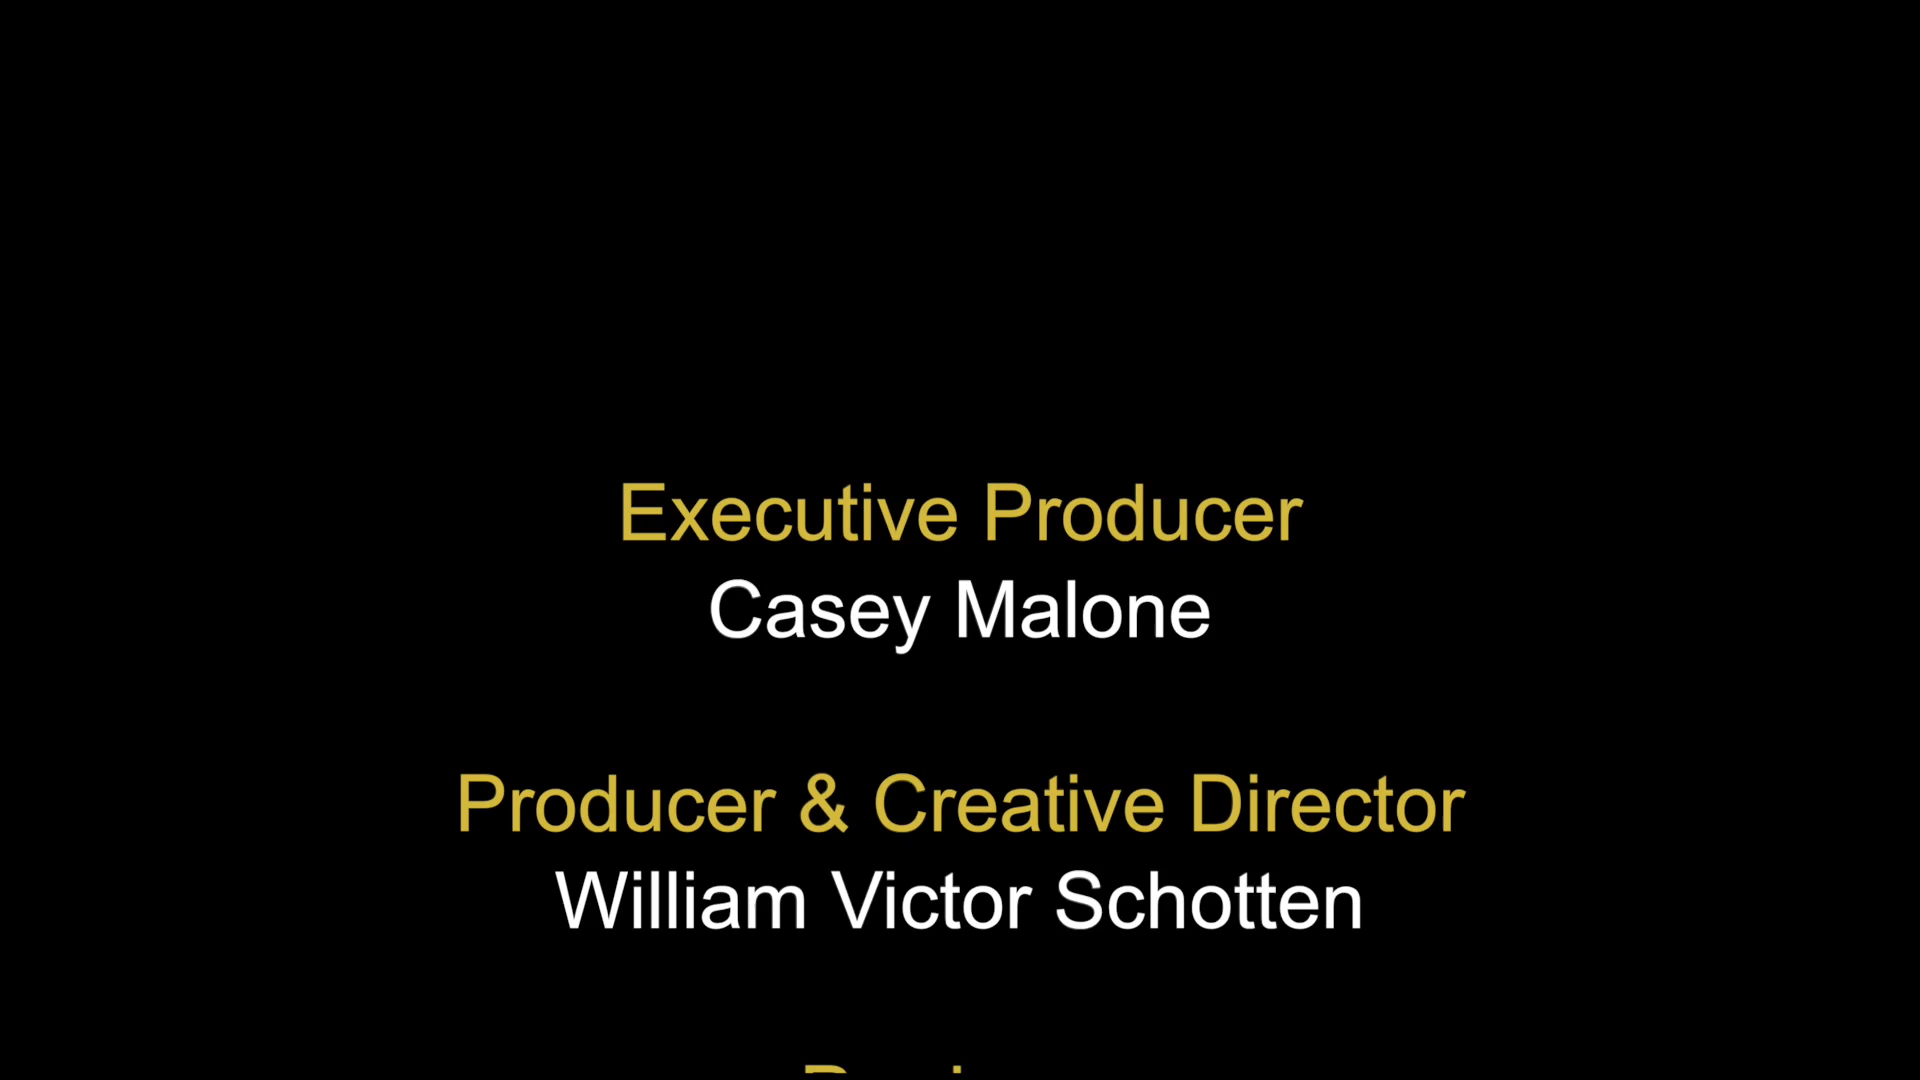 Executive Producer
Casey Malone
Producer & Creative Director
William Victor Schotten